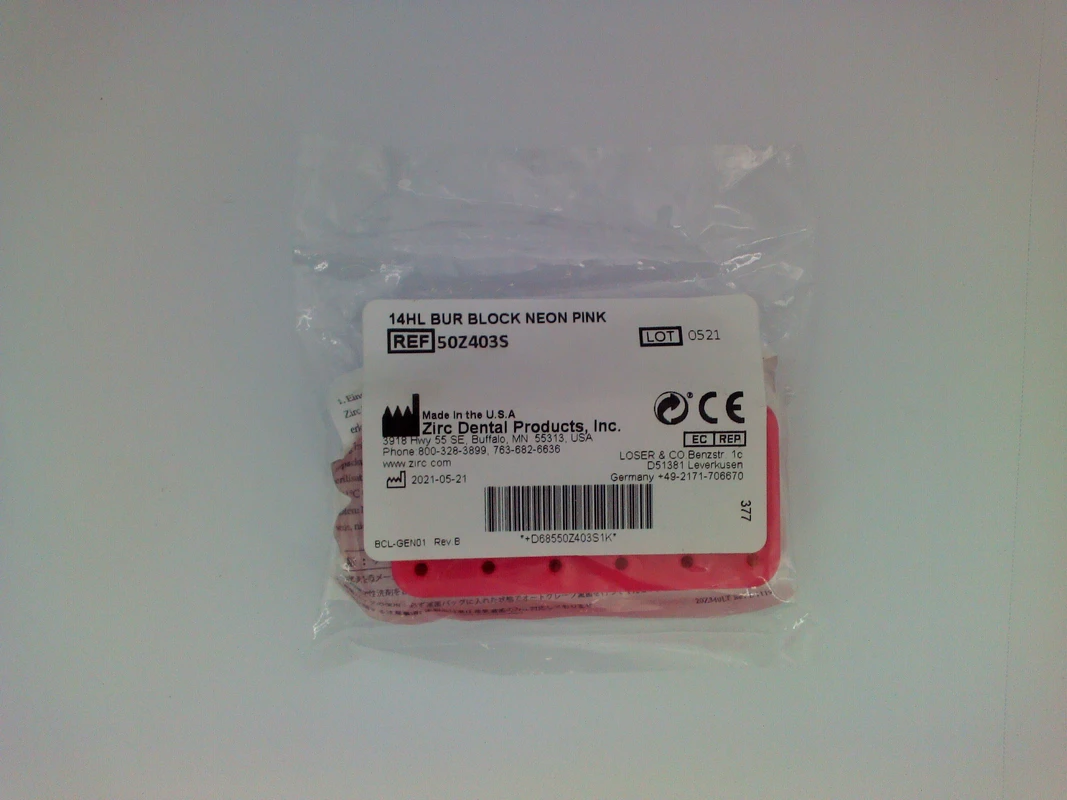 14HL BUR BLOCK NEON PINK
REF 50Z403S
LOT 0521
Made in the U.S.A
Zirc Dental Products, Inc.
3918 Hwy 55 SE, Buffalo, MN 55313, USA
Phone 800-328-3899, 763-682-6636
www.zirc.com
2021-05-21
CE
EC REP
LOSER & CO Benzstr. 1c
D51381 Leverkusen
Germany +49-2171-706670
377
*+D68550Z403S1K*
BCL-GEN01 Rev B
Zirc